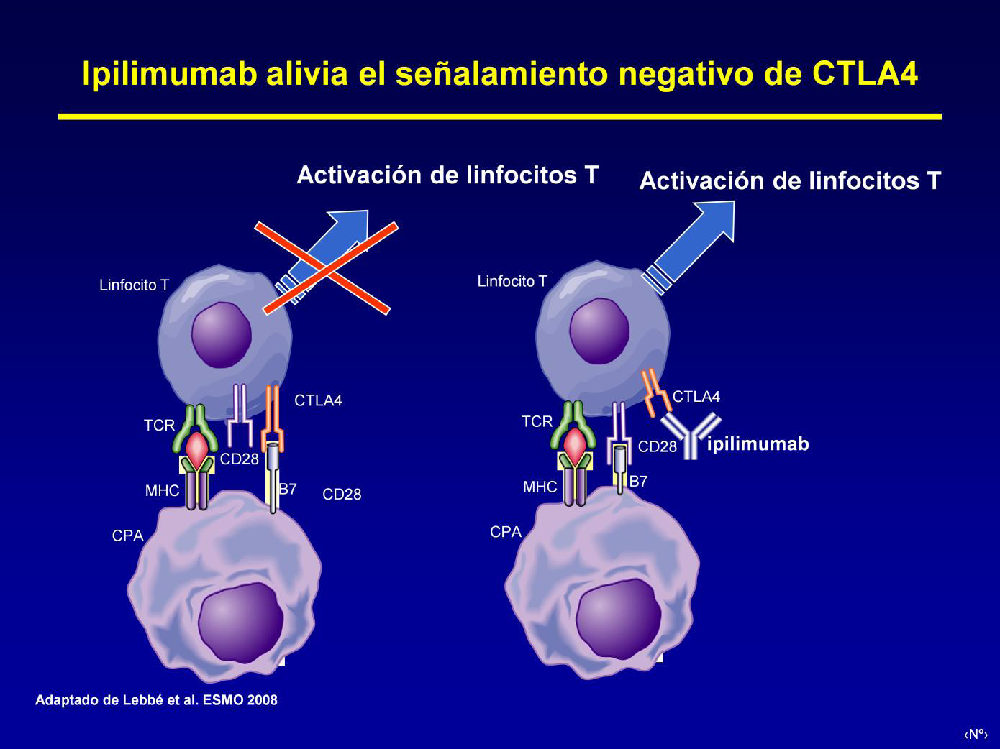 Ipilimumab alivia el señalamiento negativo de CTLA4
Activación de linfocitos T
Activación de linfocitos T
Linfocito T
Linfocito T
CTLA4
CTLA4
TCR
TCR
CD28
CD28
ipilimumab
MHC
B7
CD28
MHC
B7
CPA
CPA
Adaptado de Lebbé et al. ESMO 2008
‹Nº›